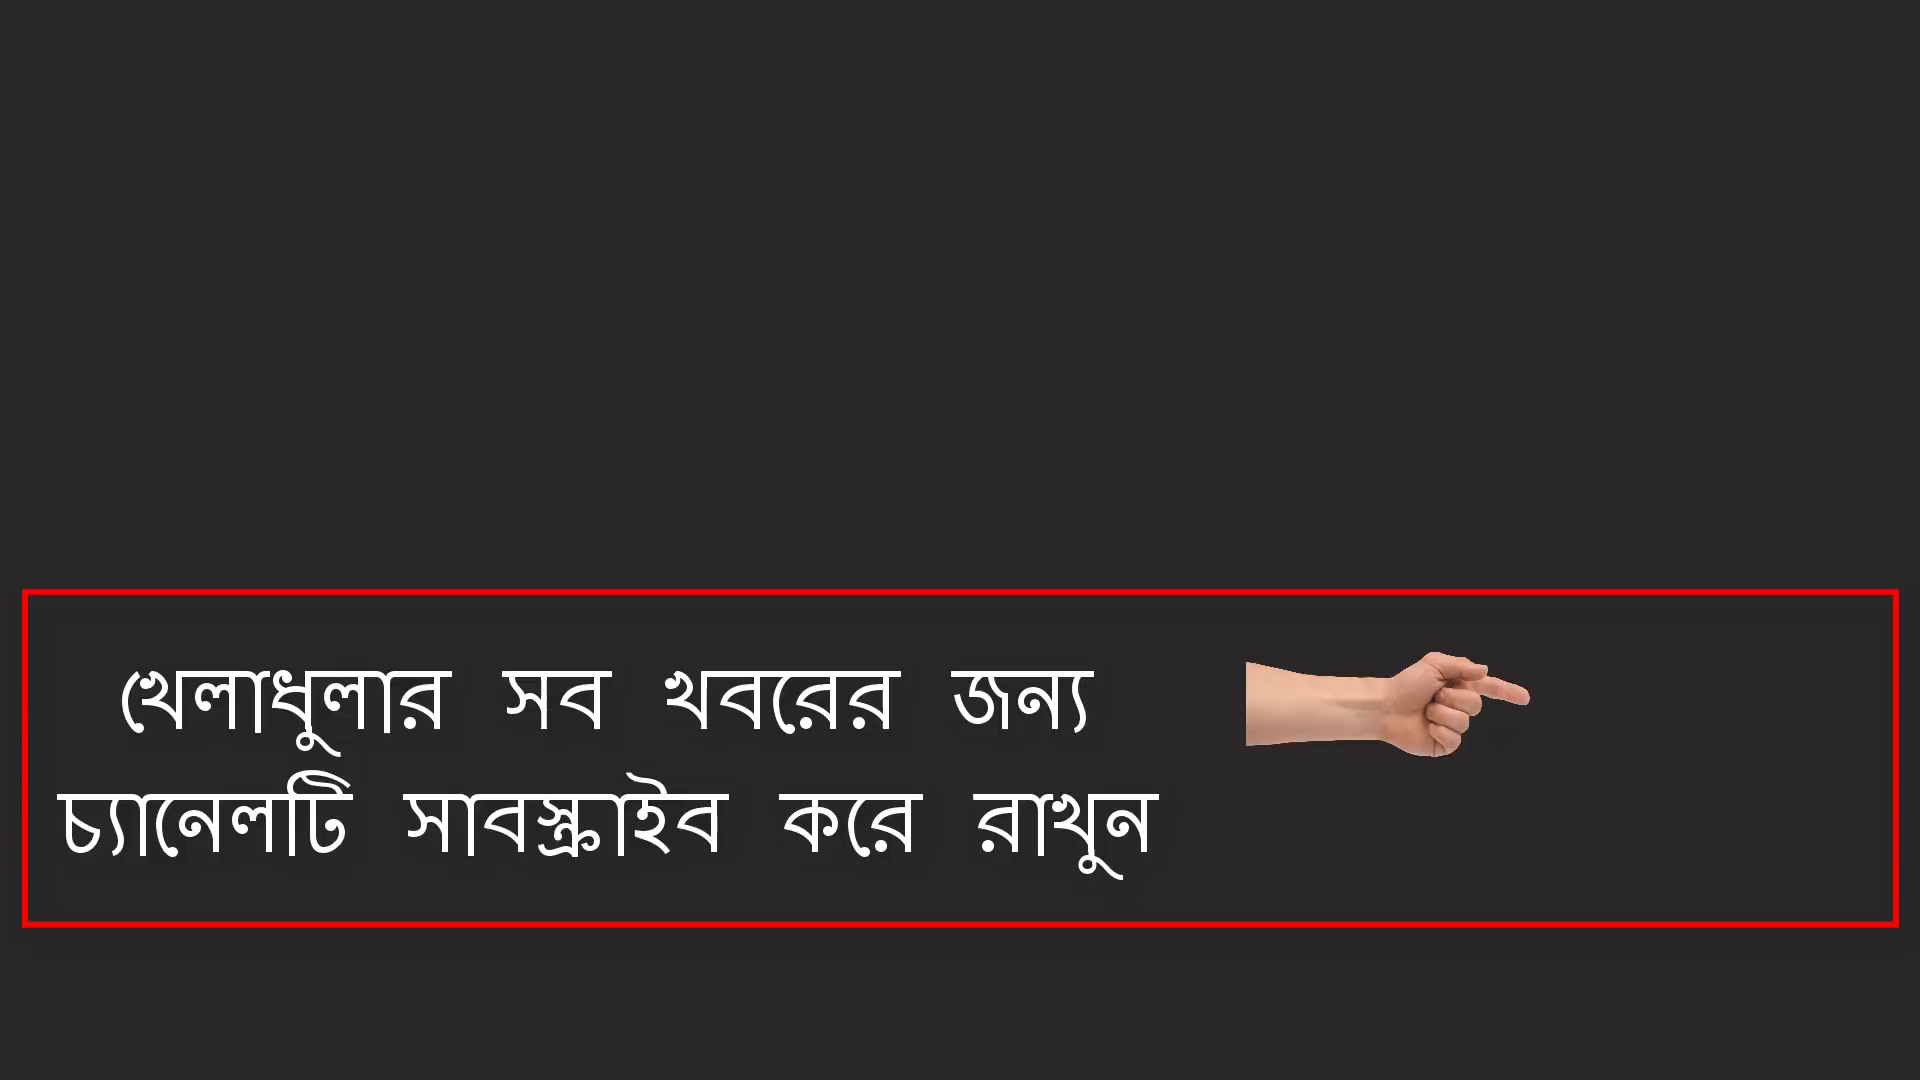 খেলাধুলার সব খবরের জন্য
চ্যানেলটি সাবস্ক্রাইব করে রাখুন